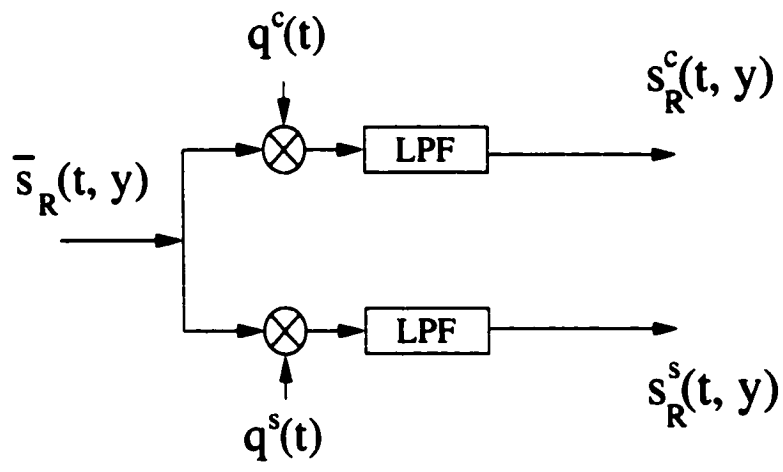 q^c(t)
s_R^c(t, y)
LPF
s̄_R(t, y)
LPF
s_R^s(t, y)
q^s(t)